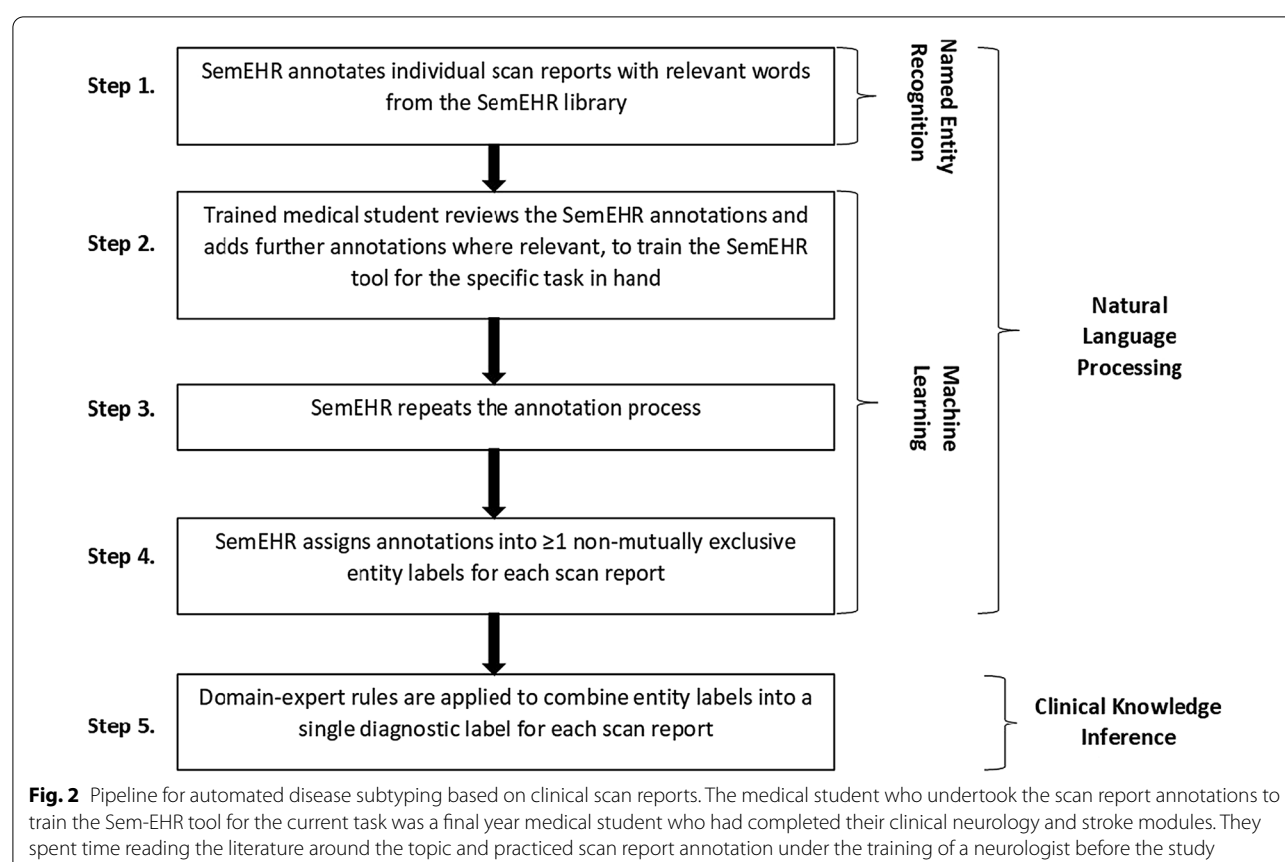 Step 1.
SemEHR annotates individual scan reports with relevant words
from the SemEHR library
Named Entity
Recognition
Step 2.
Trained medical student reviews the SemEHR annotations and
adds further annotations where relevant, to train the SemEHR
tool for the specific task in hand
Step 3.
SemEHR repeats the annotation process
Step 4.
SemEHR assigns annotations into ≥1 non-mutually exclusive
entity labels for each scan report
Machine
Learning
Natural
Language
Processing
Step 5.
Domain-expert rules are applied to combine entity labels into a
single diagnostic label for each scan report
Clinical Knowledge
Inference
Fig. 2 Pipeline for automated disease subtyping based on clinical scan reports. The medical student who undertook the scan report annotations to
train the Sem-EHR tool for the current task was a final year medical student who had completed their clinical neurology and stroke modules. They
spent time reading the literature around the topic and practiced scan report annotation under the training of a neurologist before the study